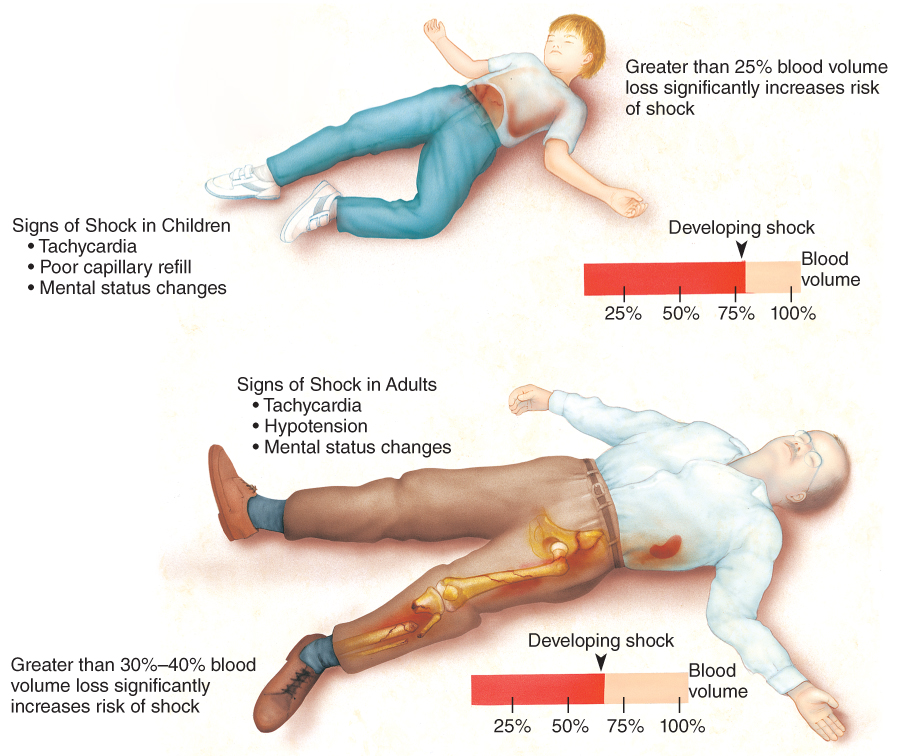 Greater than 25% blood volume
loss significantly increases risk
of shock
Signs of Shock in Children
• Tachycardia
• Poor capillary refill
• Mental status changes
Developing shock
Blood
volume
25% 50% 75% 100%
Signs of Shock in Adults
• Tachycardia
• Hypotension
• Mental status changes
Greater than 30%–40% blood
volume loss significantly
increases risk of shock
Developing shock
Blood
volume
25% 50% 75% 100%